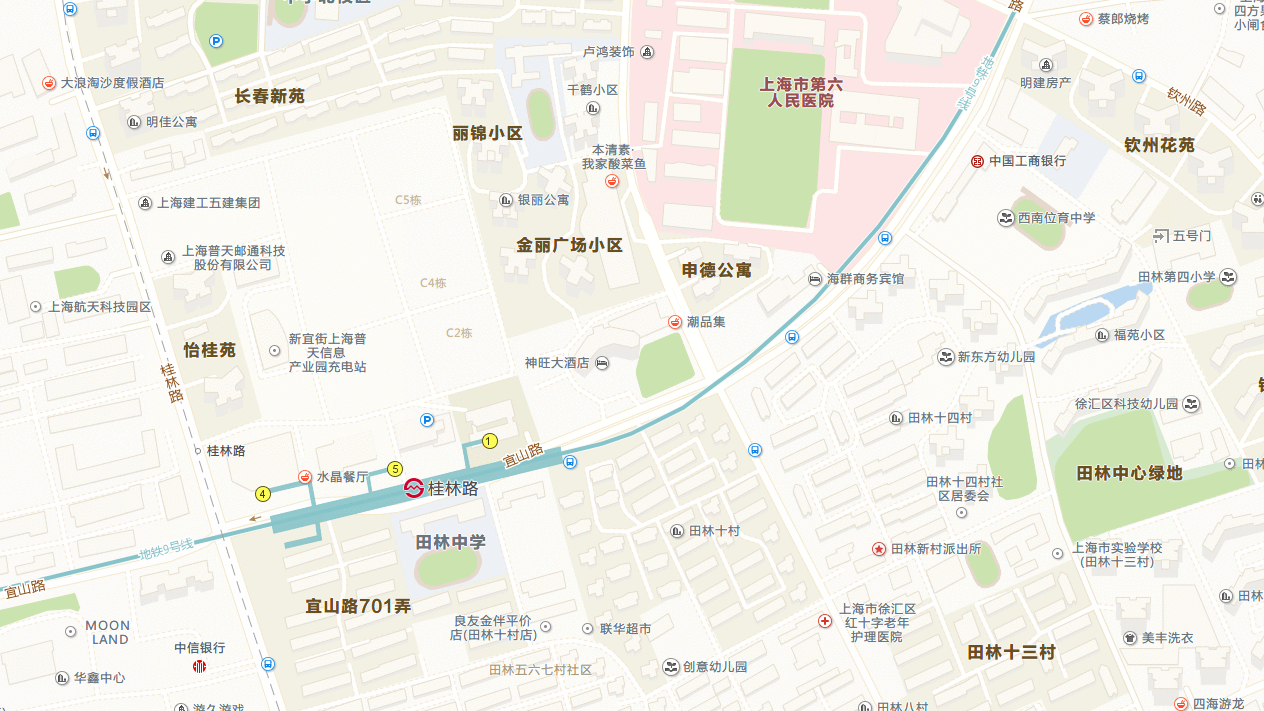 路
蔡郎烧烤
四方
卢鸿装饰
大浪淘沙度假酒店
长春新苑
千鹤小区
上海市第六
人民医院
明建房产
钦州路
明佳公寓
丽锦小区
本清素·
我家酸菜鱼
钦州花苑
中国工商银行
上海建工五建集团
C5栋
银丽公寓
西南位育中学
五号门
上海普天邮通科技
股份有限公司
金丽广场小区
申德公寓
海群商务宾馆
田林第四小学
上海航天科技园区
C4栋
潮品集
怡桂苑
新宜街上海普
天信息
产业园充电站
C2栋
神旺大酒店
新东方幼儿园
福苑小区
桂林路
徐汇区科技幼儿园
田林十四村
桂林路
1
宜山路
5
水晶餐厅
4
桂林路
田林中心绿地
田林
田林十四村社
区居委会
田林十村
田林中学
地铁9号线
田林新村派出所
上海市实验学校
(田林十三村)
宜山路
宜山路701弄
MOON
LAND
良友金伴平价
店(田林十村店)
联华超市
上海市徐汇区
红十字老年
护理医院
田林
美丰洗衣
中信银行
田林十三村
华鑫中心
田林五六七村社区
创意幼儿园
游久游戏
田林八村
四海游龙